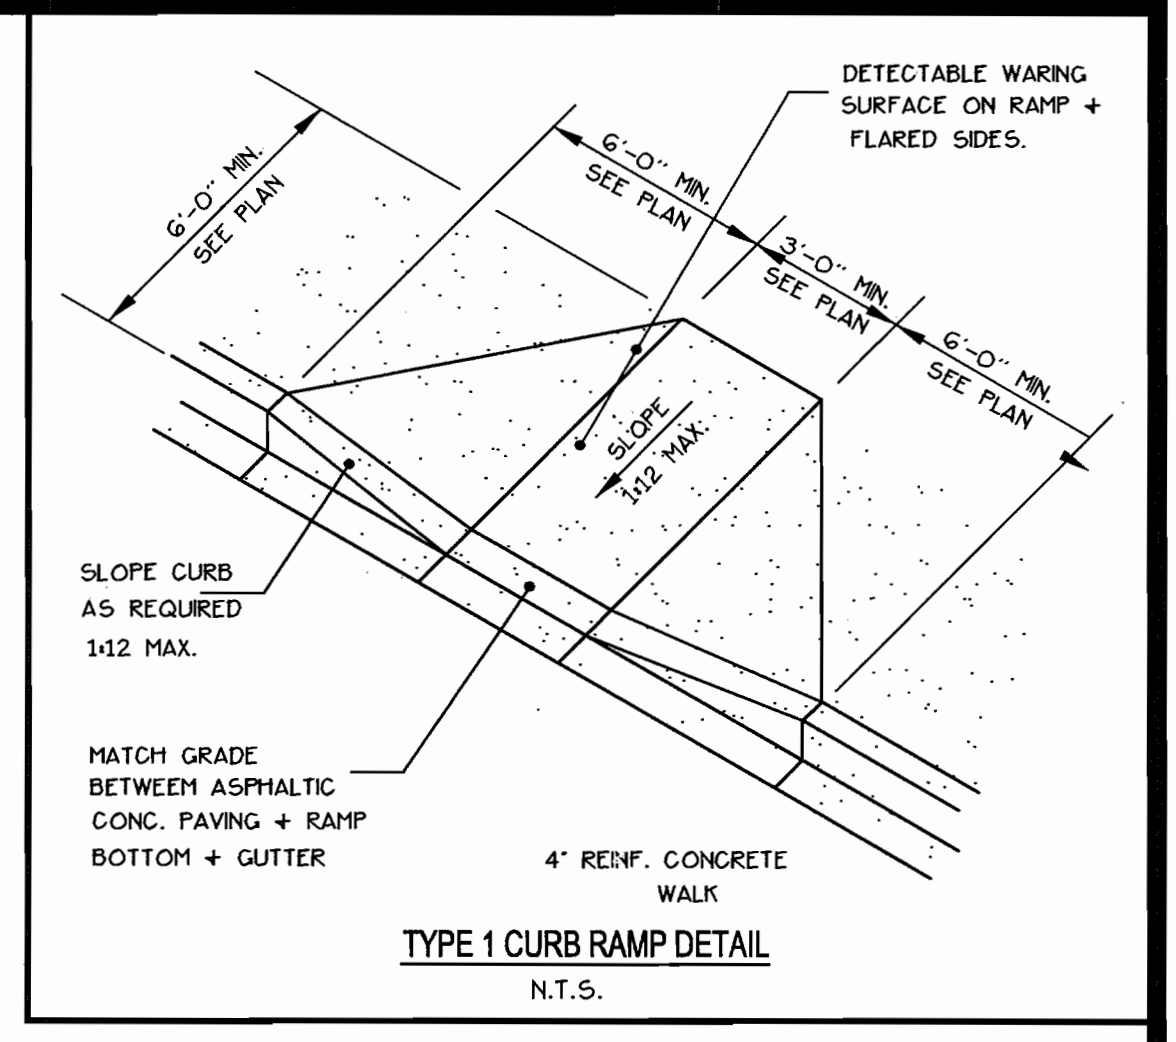 DETECTABLE WARING
SURFACE ON RAMP +
FLARED SIDES.
6'-0" MIN.
SEE PLAN
6'-0" MIN.
SEE PLAN
3'-0" MIN.
SEE PLAN
6'-0" MIN.
SEE PLAN
SLOPE
1:12 MAX.
SLOPE CURB
AS REQUIRED
1:12 MAX.
MATCH GRADE
BETWEEM ASPHALTIC
CONC. PAVING + RAMP
BOTTOM + GUTTER
4" REINF. CONCRETE
WALK
TYPE 1 CURB RAMP DETAIL
N.T.S.